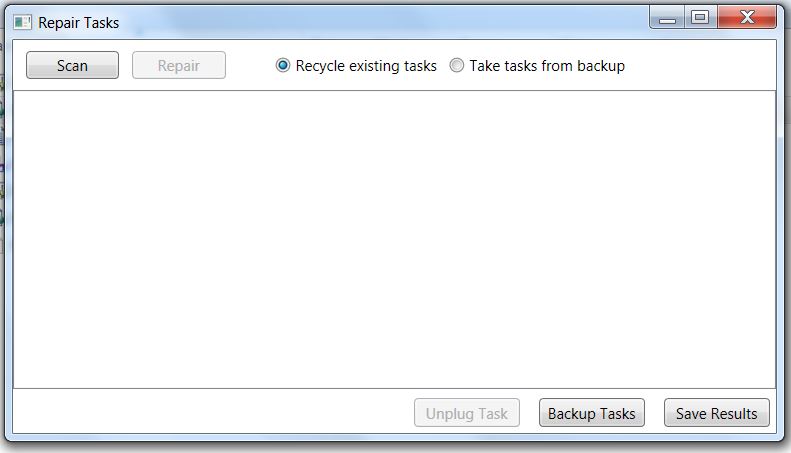 Repair Tasks
Scan Repair Recycle existing tasks Take tasks from backup
Unplug Task Backup Tasks Save Results